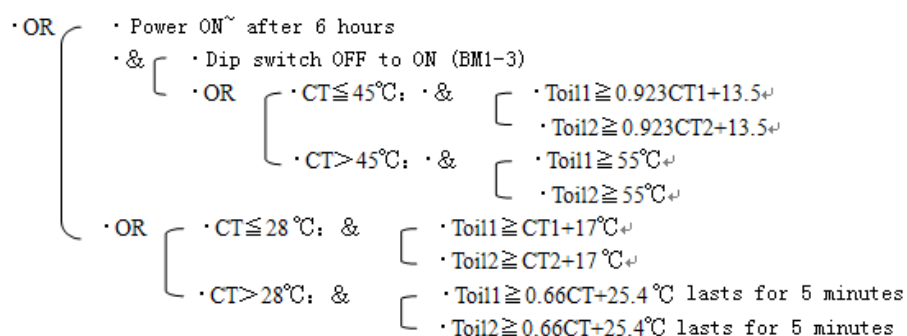 ·OR ·Power ON~ after 6 hours
·& ·Dip switch OFF to ON (BM1-3)
·OR ·CT≦45℃: ·& ·Toil1≧0.923CT1+13.5↵
·Toil2≧0.923CT2+13.5↵
·CT>45℃: ·& ·Toil1≧55℃↵
·Toil2≧55℃↵
·OR ·CT≦28℃: & ·Toil1≧CT1+17℃↵
·Toil2≧CT2+17℃↵
·CT>28℃: & ·Toil1≧0.66CT+25.4℃ lasts for 5 minutes
·Toil2≧0.66CT+25.4℃ lasts for 5 minutes